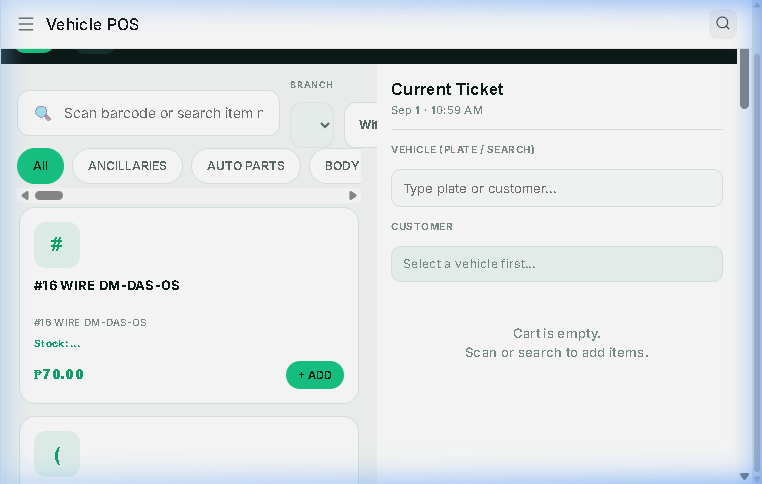 Vehicle POS
Scan barcode or search item r
BRANCH
All
ANCILLARIES
AUTO PARTS
BODY
#
#16 WIRE DM-DAS-OS
#16 WIRE DM-DAS-OS
Stock: ...
₱70.00
+ ADD
(
Current Ticket
Sep 1 · 10:59 AM
VEHICLE (PLATE / SEARCH)
Type plate or customer...
CUSTOMER
Select a vehicle first...
Cart is empty.
Scan or search to add items.